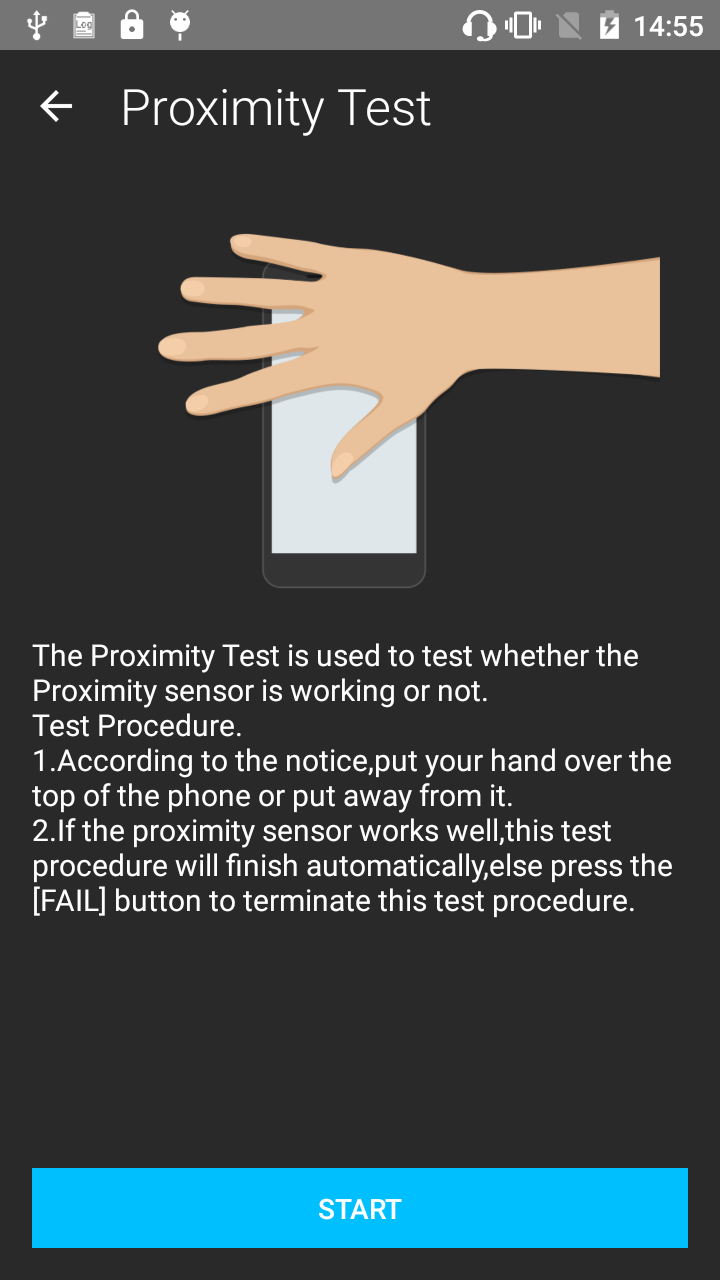 Log
14:55
Proximity Test
The Proximity Test is used to test whether the
Proximity sensor is working or not.
Test Procedure.
1.According to the notice,put your hand over the
top of the phone or put away from it.
2.If the proximity sensor works well,this test
procedure will finish automatically,else press the
[FAIL] button to terminate this test procedure.
START